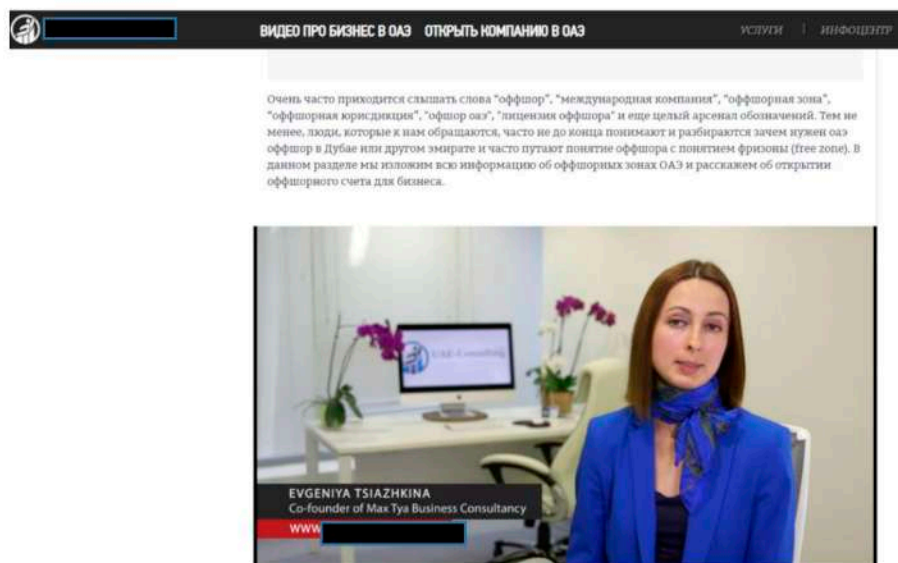 ВИДЕО ПРО БИЗНЕС В ОАЭ ОТКРЫТЬ КОМПАНИЮ В ОАЭ УСЛУГИ | ИНФОЦЕНТР
Очень часто приходится слышать слова "оффшор", "международная компания", "оффшорная зона",
"оффшорная юрисдикция", "офшор оаэ", "лицензия оффшора" и еще целый арсенал обозначений. Тем не
менее, люди, которые к нам обращаются, часто не до конца понимают и разбираются зачем нужен оаэ
оффшор в Дубае или другом эмирате и часто путают понятие оффшора с понятием фризоны (free zone). В
данном разделе мы изложим всю информацию об оффшорных зонах ОАЭ и расскажем об открытии
оффшорного счета для бизнеса.
UAE-Consulting
EVGENIYA TSIAZHKINA
Co-founder of Max Tya Business Consultancy
WWW